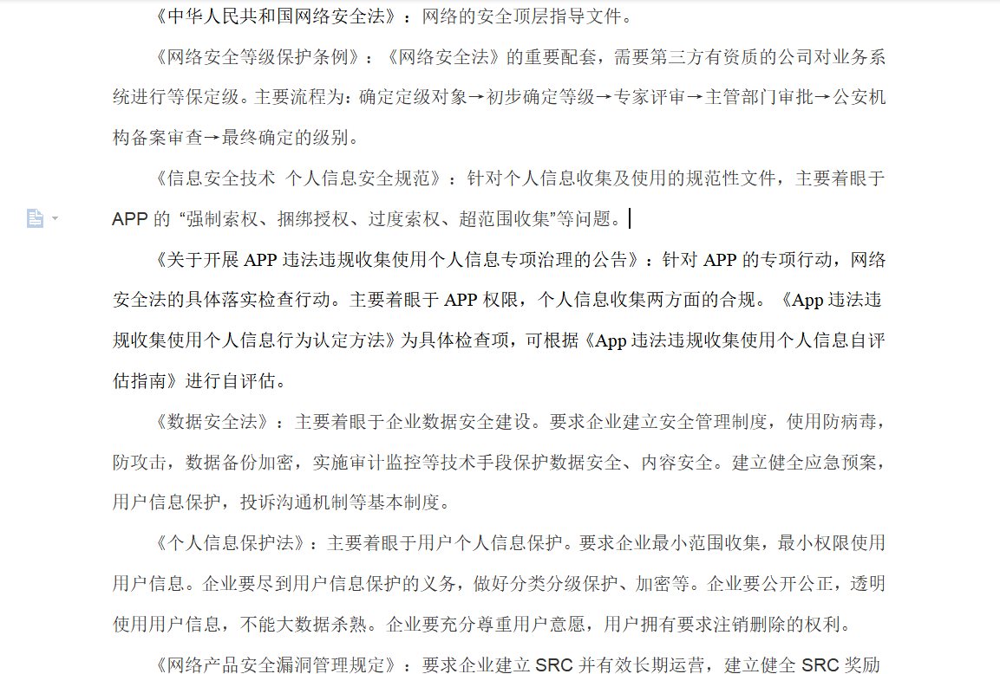 《中华人民共和国网络安全法》：网络的安全顶层指导文件。
《网络安全等级保护条例》：《网络安全法》的重要配套，需要第三方有资质的公司对业务系
统进行等保定级。主要流程为：确定定级对象→初步确定等级→专家评审→主管部门审批→公安机
构备案审查→最终确定的级别。
《信息安全技术 个人信息安全规范》：针对个人信息收集及使用的规范性文件，主要着眼于
APP 的 “强制索权、捆绑授权、过度索权、超范围收集”等问题。
《关于开展 APP 违法违规收集使用个人信息专项治理的公告》：针对 APP 的专项行动，网络
安全法的具体落实检查行动。主要着眼于 APP 权限，个人信息收集两方面的合规。《App 违法违
规收集使用个人信息行为认定方法》为具体检查项，可根据《App 违法违规收集使用个人信息自评
估指南》进行自评估。
《数据安全法》：主要着眼于企业数据安全建设。要求企业建立安全管理制度，使用防病毒，
防攻击，数据备份加密，实施审计监控等技术手段保护数据安全、内容安全。建立健全应急预案，
用户信息保护，投诉沟通机制等基本制度。
《个人信息保护法》：主要着眼于用户个人信息保护。要求企业最小范围收集，最小权限使用
用户信息。企业要尽到用户信息保护的义务，做好分类分级保护、加密等。企业要公开公正，透明
使用用户信息，不能大数据杀熟。企业要充分尊重用户意愿，用户拥有要求注销删除的权利。
《网络产品安全漏洞管理规定》：要求企业建立 SRC 并有效长期运营，建立健全 SRC 奖励